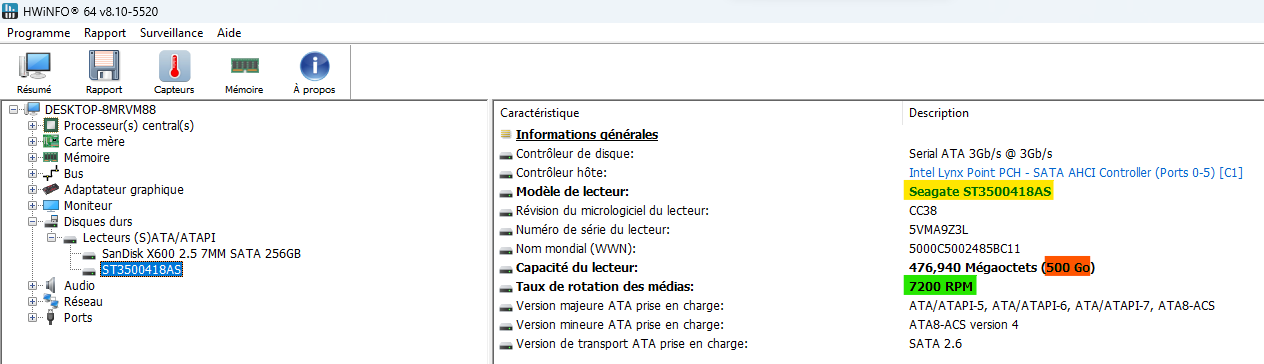 HWiNFO® 64 v8.10-5520
Programme Rapport Surveillance Aide
Résumé Rapport Capteurs Mémoire À propos
DESKTOP-8MRVM88
Processeur(s) central(s)
Carte mère
Mémoire
Bus
Adaptateur graphique
Moniteur
Disques durs
Lecteurs (S)ATA/ATAPI
SanDisk X600 2.5 7MM SATA 256GB
ST3500418AS
Audio
Réseau
Ports
Caractéristique Description
Informations générales
Contrôleur de disque: Serial ATA 3Gb/s @ 3Gb/s
Contrôleur hôte: Intel Lynx Point PCH - SATA AHCI Controller (Ports 0-5) [C1]
Modèle de lecteur: Seagate ST3500418AS
Révision du micrologiciel du lecteur: CC38
Numéro de série du lecteur: 5VMA9Z3L
Nom mondial (WWN): 5000C5002485BC11
Capacité du lecteur: 476,940 Mégaoctets (500 Go)
Taux de rotation des médias: 7200 RPM
Version majeure ATA prise en charge: ATA/ATAPI-5, ATA/ATAPI-6, ATA/ATAPI-7, ATA8-ACS
Version mineure ATA prise en charge: ATA8-ACS version 4
Version de transport ATA prise en charge: SATA 2.6